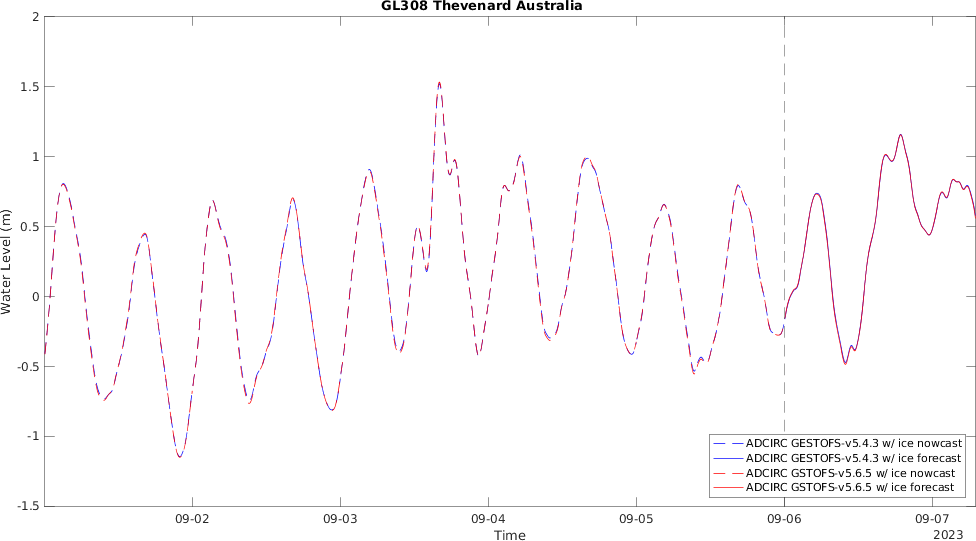 GL308 Thevenard Australia
2
1.5
1
0.5
0
-0.5
-1
-1.5
Water Level (m)
09-02
09-03
09-04
09-05
09-06
09-07
Time
2023
ADCIRC GESTOFS-v5.4.3 w/ ice nowcast
ADCIRC GESTOFS-v5.4.3 w/ ice forecast
ADCIRC GSTOFS-v5.6.5 w/ ice nowcast
ADCIRC GSTOFS-v5.6.5 w/ ice forecast